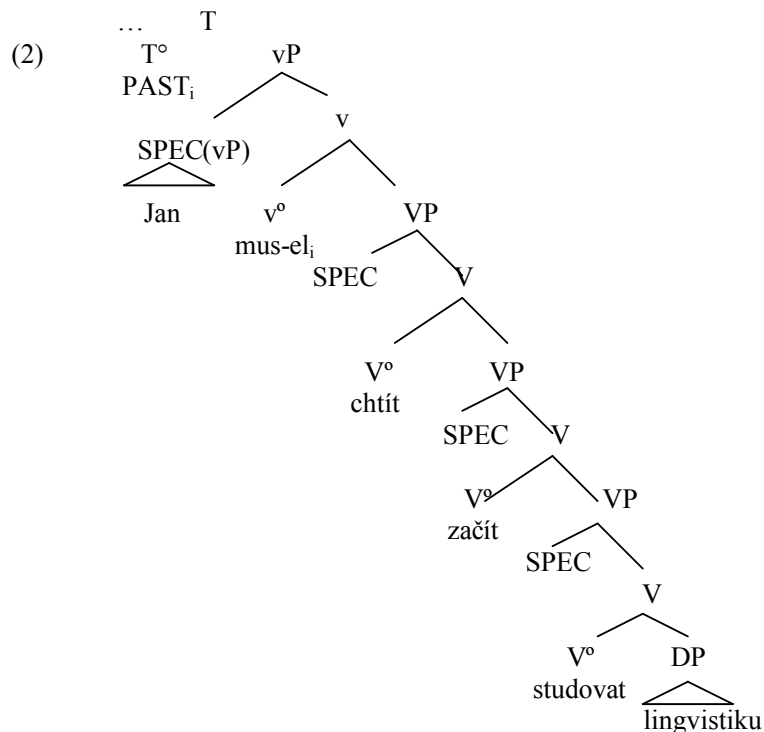 … T
(2) T° vP
PASTᵢ
v
SPEC(vP)
Jan vº VP
mus-elᵢ
SPEC V
Vº VP
chtít
SPEC V
Vº VP
začít
SPEC
V
Vº DP
studovat
lingvistiku